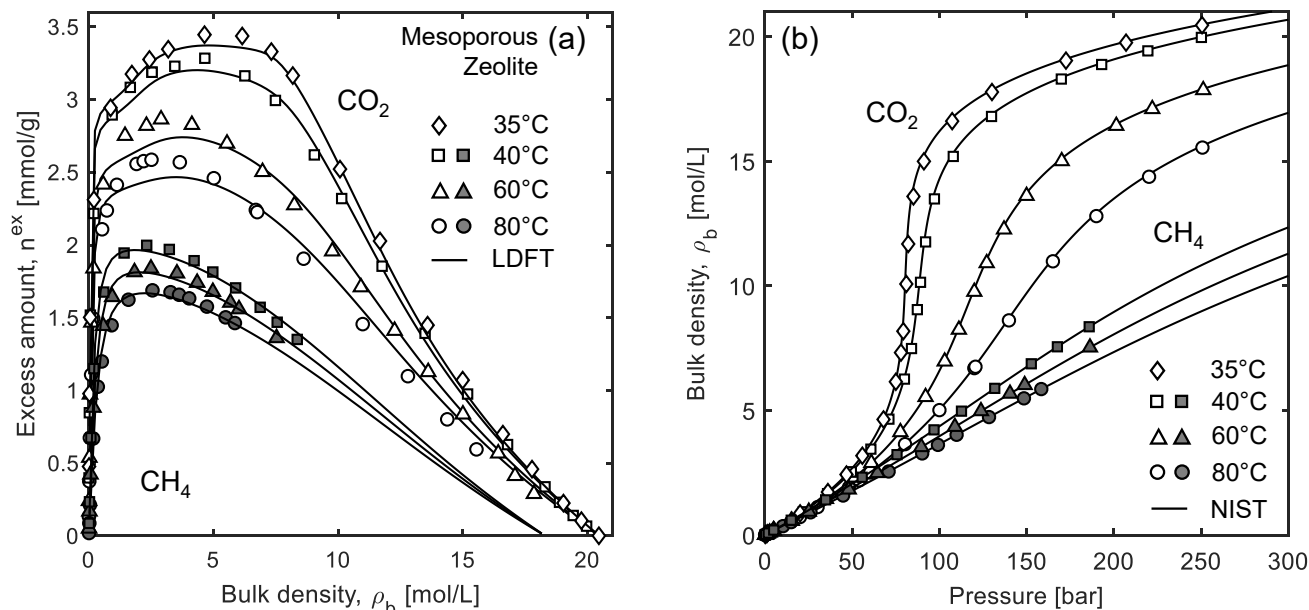 (a)
Mesoporous
Zeolite
CO2
35°C
40°C
60°C
80°C
LDFT
CH4
3.5
3
2.5
2
1.5
1
0.5
0
Excess amount, n^ex [mmol/g]
0 5 10 15 20
Bulk density, ρb [mol/L]
(b)
CO2
CH4
35°C
40°C
60°C
80°C
NIST
20
15
10
5
0
Bulk density, ρb [mol/L]
0 50 100 150 200 250 300
Pressure [bar]